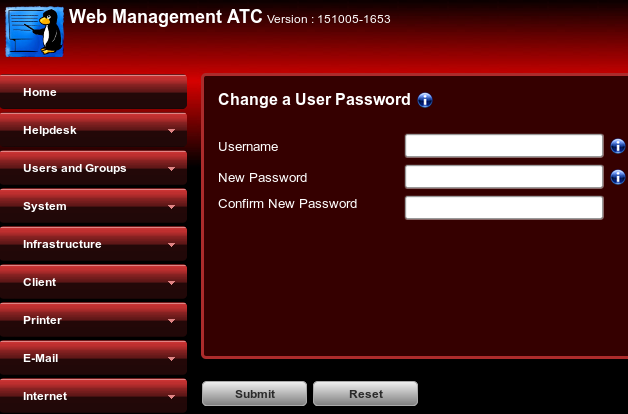 Web Management ATC Version : 151005-1653
Home
Helpdesk
Users and Groups
System
Infrastructure
Client
Printer
E-Mail
Internet
Change a User Password
Username
New Password
Confirm New Password
Submit
Reset